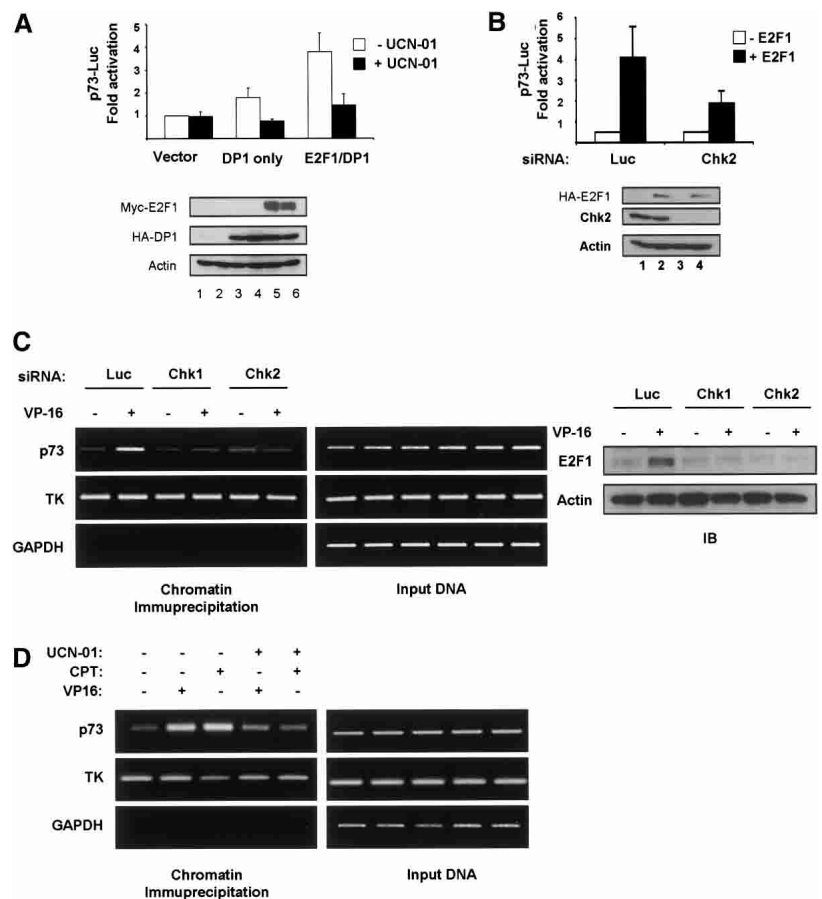 A
p73-Luc
Fold activation
5
4
3
2
1
- UCN-01
+ UCN-01
Vector DP1 only E2F1/DP1
Myc-E2F1
HA-DP1
Actin
1 2 3 4 5 6
B
p73-Luc
Fold activation
6
5
4
3
2
1
- E2F1
+ E2F1
siRNA: Luc Chk2
HA-E2F1
Chk2
Actin
1 2 3 4
C
siRNA: Luc Chk1 Chk2
VP-16 - + - + - +
p73
TK
GAPDH
Chromatin
Immuprecipitation
Input DNA
Luc Chk1 Chk2
VP-16 - + - + - +
E2F1
Actin
IB
D
UCN-01: - - - + +
CPT: - - + - +
VP16: - + - + -
p73
TK
GAPDH
Chromatin
Immuprecipitation
Input DNA